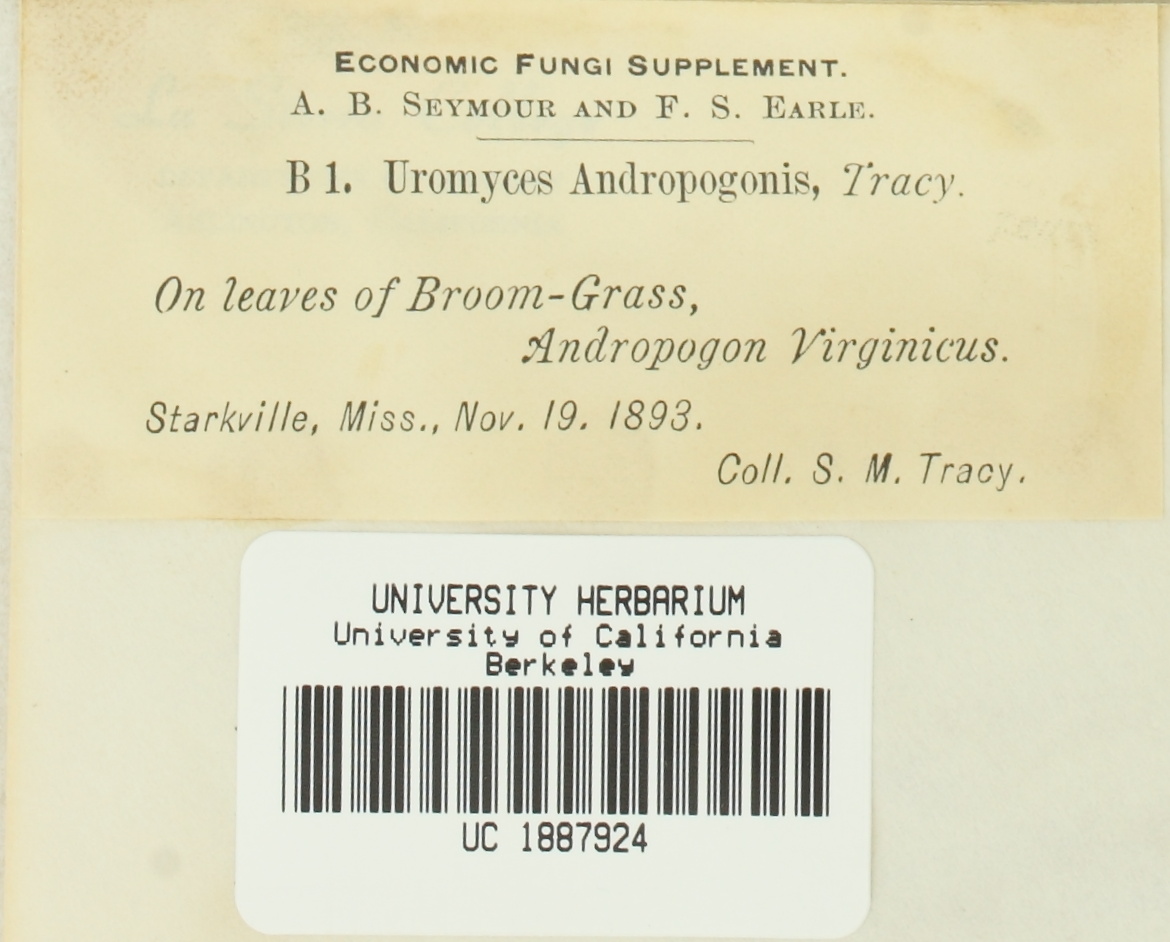 ECONOMIC FUNGI SUPPLEMENT.
A. B. SEYMOUR AND F. S. EARLE.
B 1. Uromyces Andropogonis, Tracy.
On leaves of Broom-Grass,
Andropogon Virginicus.
Starkville, Miss., Nov. 19. 1893.
Coll. S. M. Tracy.
UNIVERSITY HERBARIUM
University of California
Berkeley
UC 1887924